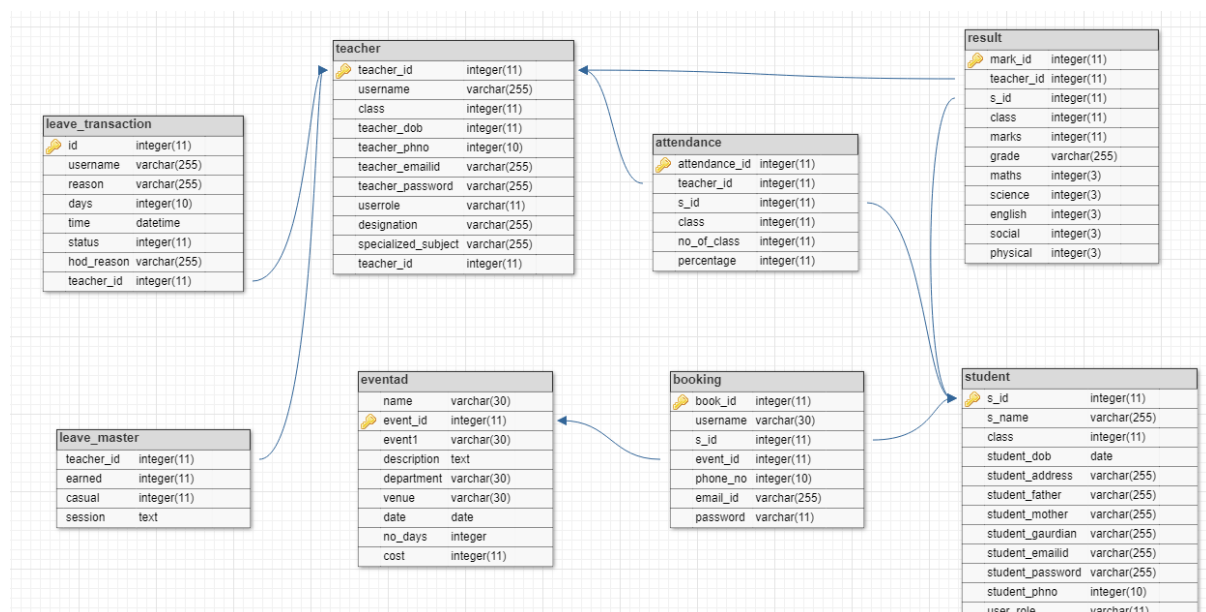 teacher
teacher_id integer(11)
username varchar(255)
class integer(11)
teacher_dob integer(11)
teacher_phno integer(10)
teacher_emailid varchar(255)
teacher_password varchar(255)
userrole varchar(11)
designation varchar(255)
specialized_subject varchar(255)
teacher_id integer(11)
result
mark_id integer(11)
teacher_id integer(11)
s_id integer(11)
class integer(11)
marks integer(11)
grade varchar(255)
maths integer(3)
science integer(3)
english integer(3)
social integer(3)
physical integer(3)
leave_transaction
id integer(11)
username varchar(255)
reason varchar(255)
days integer(10)
time datetime
status integer(11)
hod_reason varchar(255)
teacher_id integer(11)
attendance
attendance_id integer(11)
teacher_id integer(11)
s_id integer(11)
class integer(11)
no_of_class integer(11)
percentage integer(11)
leave_master
teacher_id integer(11)
earned integer(11)
casual integer(11)
session text
eventad
name varchar(30)
event_id integer(11)
event1 varchar(30)
description text
department varchar(30)
venue varchar(30)
date date
no_days integer
cost integer(11)
booking
book_id integer(11)
username varchar(30)
s_id integer(11)
event_id integer(11)
phone_no integer(10)
email_id varchar(255)
password varchar(11)
student
s_id integer(11)
s_name varchar(255)
class integer(11)
student_dob date
student_address varchar(255)
student_father varchar(255)
student_mother varchar(255)
student_gaurdian varchar(255)
student_emailid varchar(255)
student_password varchar(255)
student_phno integer(10)
user_role varchar(11)